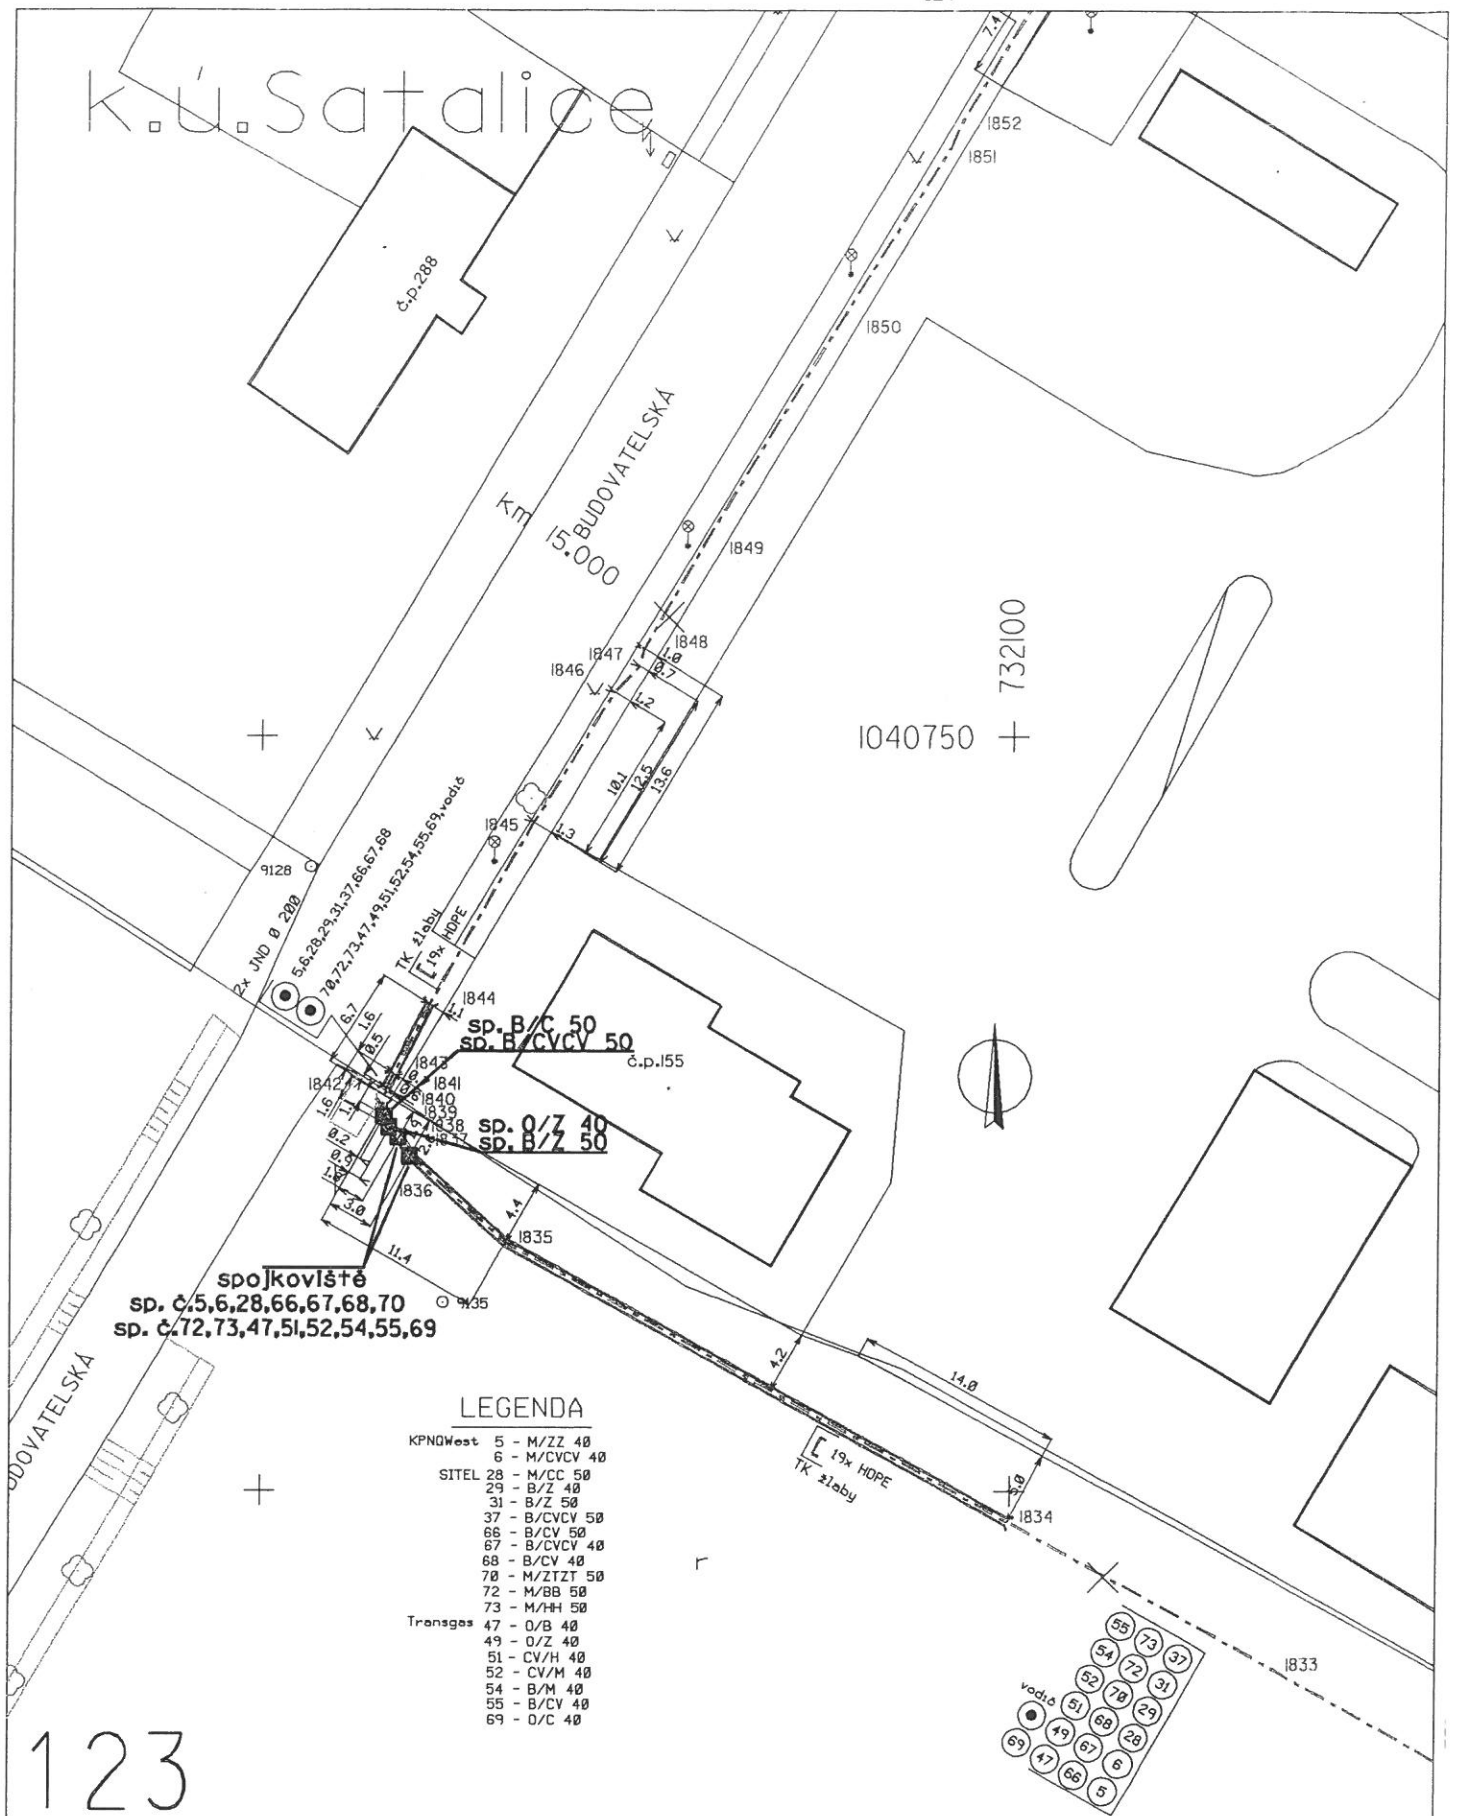 k.ú.Satalice
7.4
1852
1851
č.p.288
1850
BUDOVATELSKÁ
km
15.000
1849
1848
1847
1846
1.0
0.7
1.2
732100
1040750
10.1
12.5
13.6
1845
1.3
9128
2x JND Ø 200
5,6,28,29,31,37,66,67,68
70,72,73,47,49,51,52,54,55,69,vodič
TK žlaby
19x HDPE
1844
6.7
1.6
0.5
1.1
sp. B/C 50
sp. B/CVCV 50
č.p.155
1843
1842
1841
1840
1839
1838
1837
1.6
1.1
0.2
0.9
sp. O/Z 40
sp. B/Z 50
1836
3.0
4.4
1835
11.4
spojkoviště
sp. č.5,6,28,66,67,68,70
sp. č.72,73,47,51,52,54,55,69
9135
4.2
14.0
5.0
19x HDPE
TK žlaby
1834
1833
DOVATELSKÁ
LEGENDA
KPNQWest 5 - M/ZZ 40
6 - M/CVCV 40
SITEL 28 - M/CC 50
29 - B/Z 40
31 - B/Z 50
37 - B/CVCV 50
66 - B/CV 50
67 - B/CVCV 40
68 - B/CV 40
70 - M/ZTZT 50
72 - M/BB 50
73 - M/HH 50
Transgas 47 - O/B 40
49 - O/Z 40
51 - CV/H 40
52 - CV/M 40
54 - B/M 40
55 - B/CV 40
69 - O/C 40
r
55 73 37
54 72 31
52 70 29
vodič 51 68 28
69 49 67 6
47 66 5
123